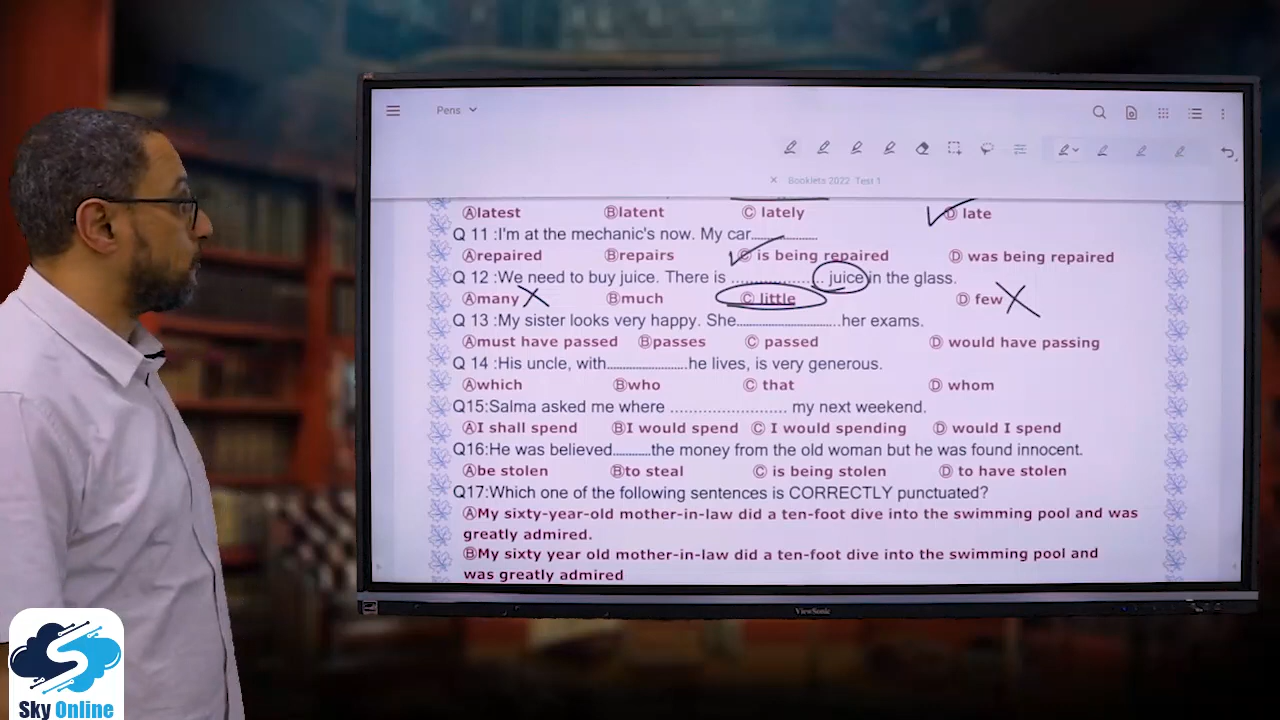 Pens
Booklets 2022 Test 1
Ⓐlatest Ⓑlatent Ⓒ lately Ⓓ late
Q 11 :I'm at the mechanic's now. My car....................
Ⓐrepaired Ⓑrepairs Ⓒ is being repaired Ⓓ was being repaired
Q 12 :We need to buy juice. There is ........................ juice in the glass.
Ⓐmany Ⓑmuch Ⓒ little Ⓓ few
Q 13 :My sister looks very happy. She...............................her exams.
Ⓐmust have passed Ⓑpasses Ⓒ passed Ⓓ would have passing
Q 14 :His uncle, with........................he lives, is very generous.
Ⓐwhich Ⓑwho Ⓒ that Ⓓ whom
Q15:Salma asked me where ........................... my next weekend.
ⒶI shall spend ⒷI would spend Ⓒ I would spending Ⓓ would I spend
Q16:He was believed...........the money from the old woman but he was found innocent.
Ⓐbe stolen Ⓑto steal Ⓒ is being stolen Ⓓ to have stolen
Q17:Which one of the following sentences is CORRECTLY punctuated?
ⒶMy sixty-year-old mother-in-law did a ten-foot dive into the swimming pool and was
greatly admired.
ⒷMy sixty year old mother-in-law did a ten-foot dive into the swimming pool and
was greatly admired
ViewSonic
Sky Online